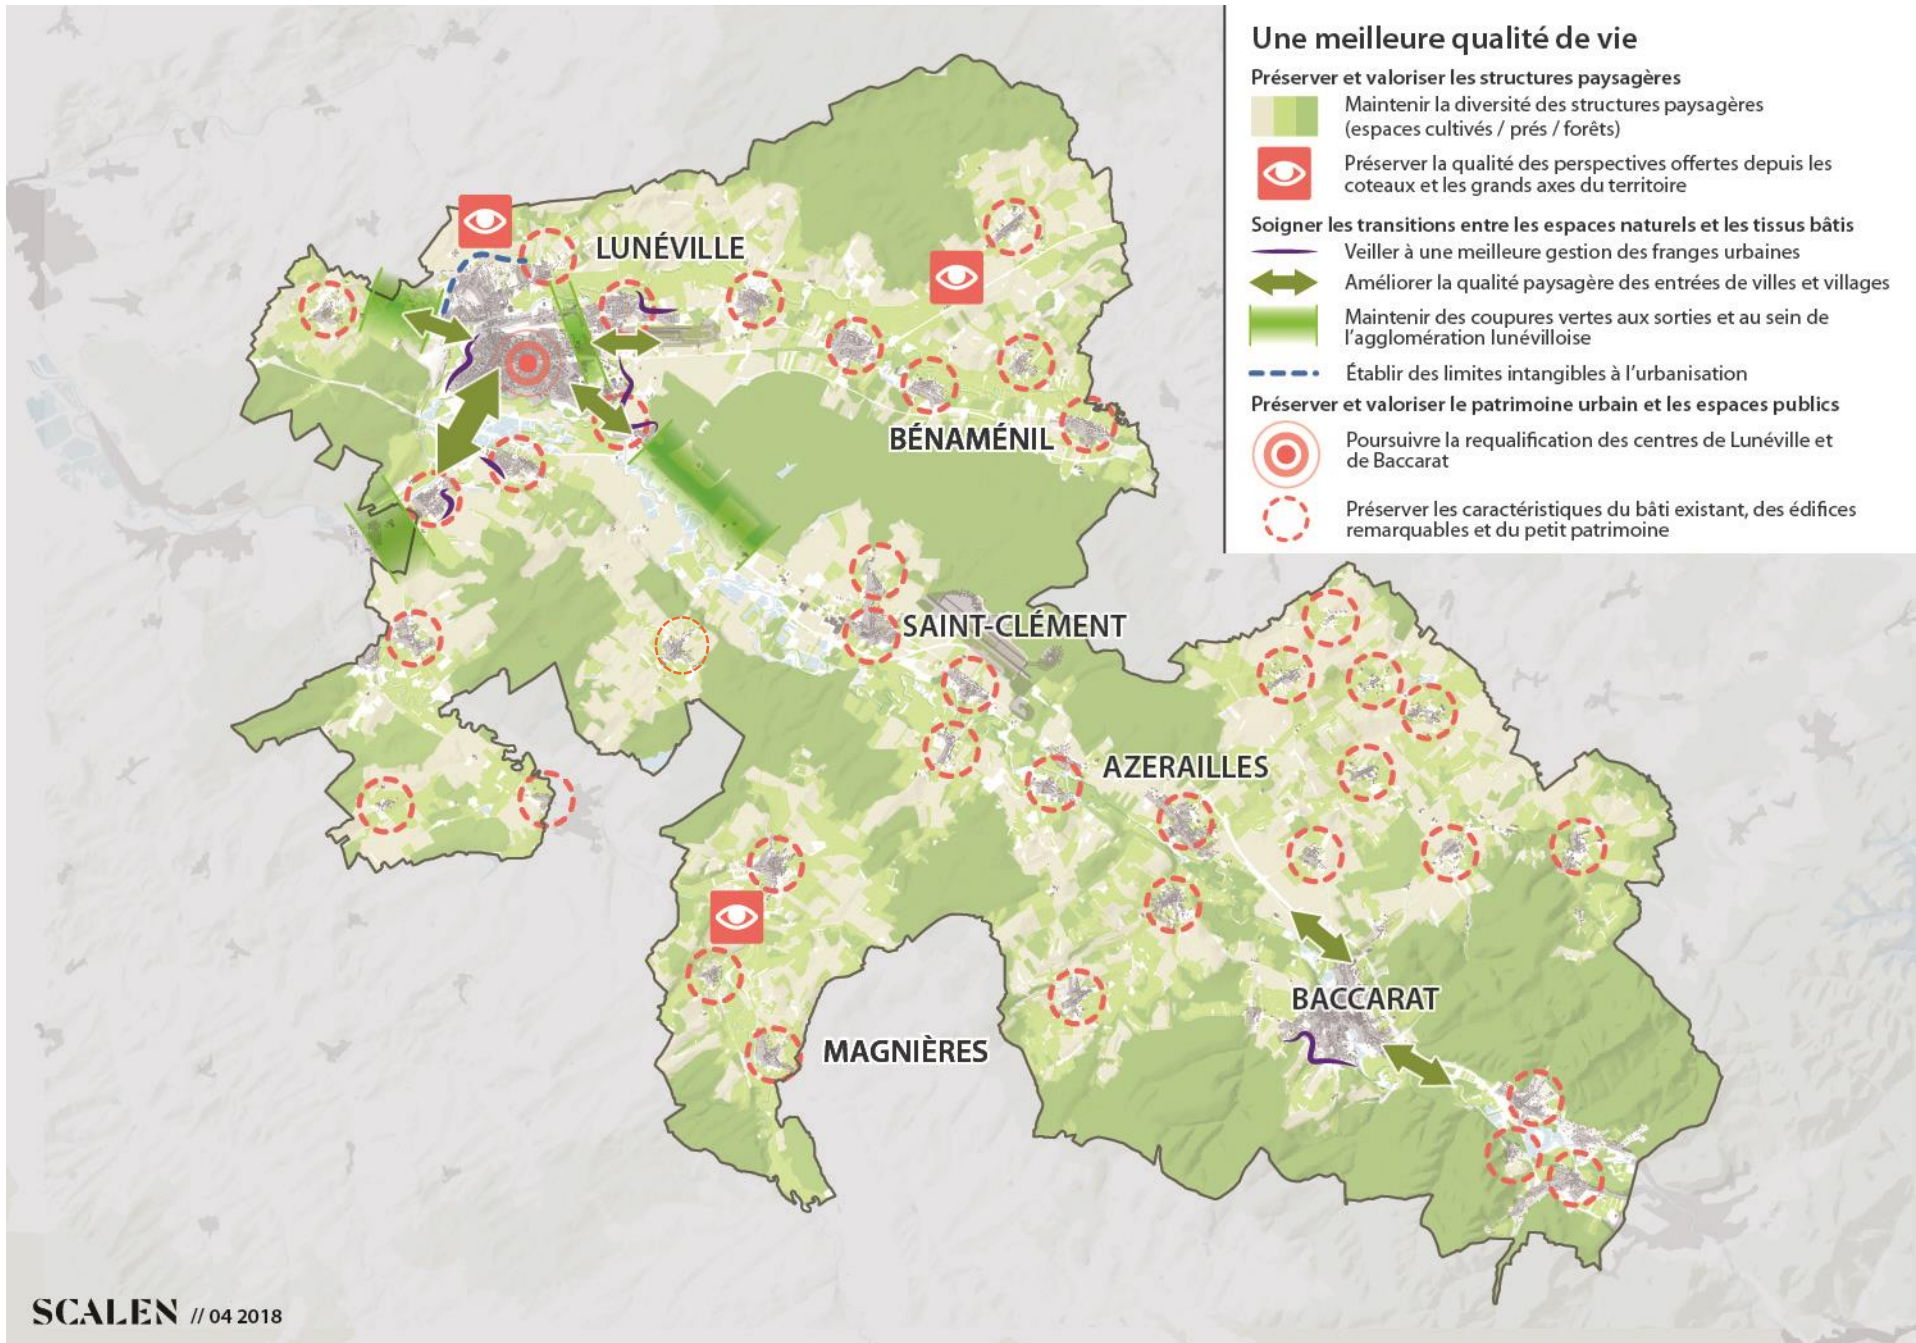 Une meilleure qualité de vie
Préserver et valoriser les structures paysagères
Maintenir la diversité des structures paysagères
(espaces cultivés / prés / forêts)
Préserver la qualité des perspectives offertes depuis les
coteaux et les grands axes du territoire
Soigner les transitions entre les espaces naturels et les tissus bâtis
Veiller à une meilleure gestion des franges urbaines
Améliorer la qualité paysagère des entrées de villes et villages
Maintenir des coupures vertes aux sorties et au sein de
l'agglomération lunévilloise
Établir des limites intangibles à l'urbanisation
Préserver et valoriser le patrimoine urbain et les espaces publics
Poursuivre la requalification des centres de Lunéville et
de Baccarat
Préserver les caractéristiques du bâti existant, des édifices
remarquables et du petit patrimoine
LUNÉVILLE
BÉNAMÉNIL
SAINT-CLÉMENT
AZERAILLES
BACCARAT
MAGNIÈRES
SCALEN // 04 2018